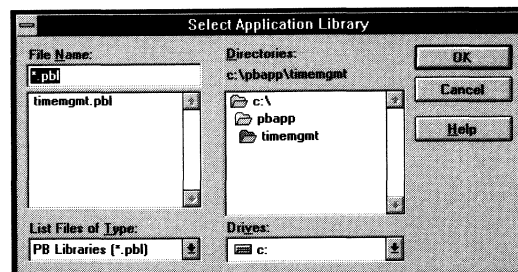 Select Application Library
File Name:
*.pbl
timemgmt.pbl
List Files of Type:
PB Libraries (*.pbl)
Directories:
c:\pbapp\timemgmt
c:\
pbapp
timemgmt
Drives:
c:
OK
Cancel
Help